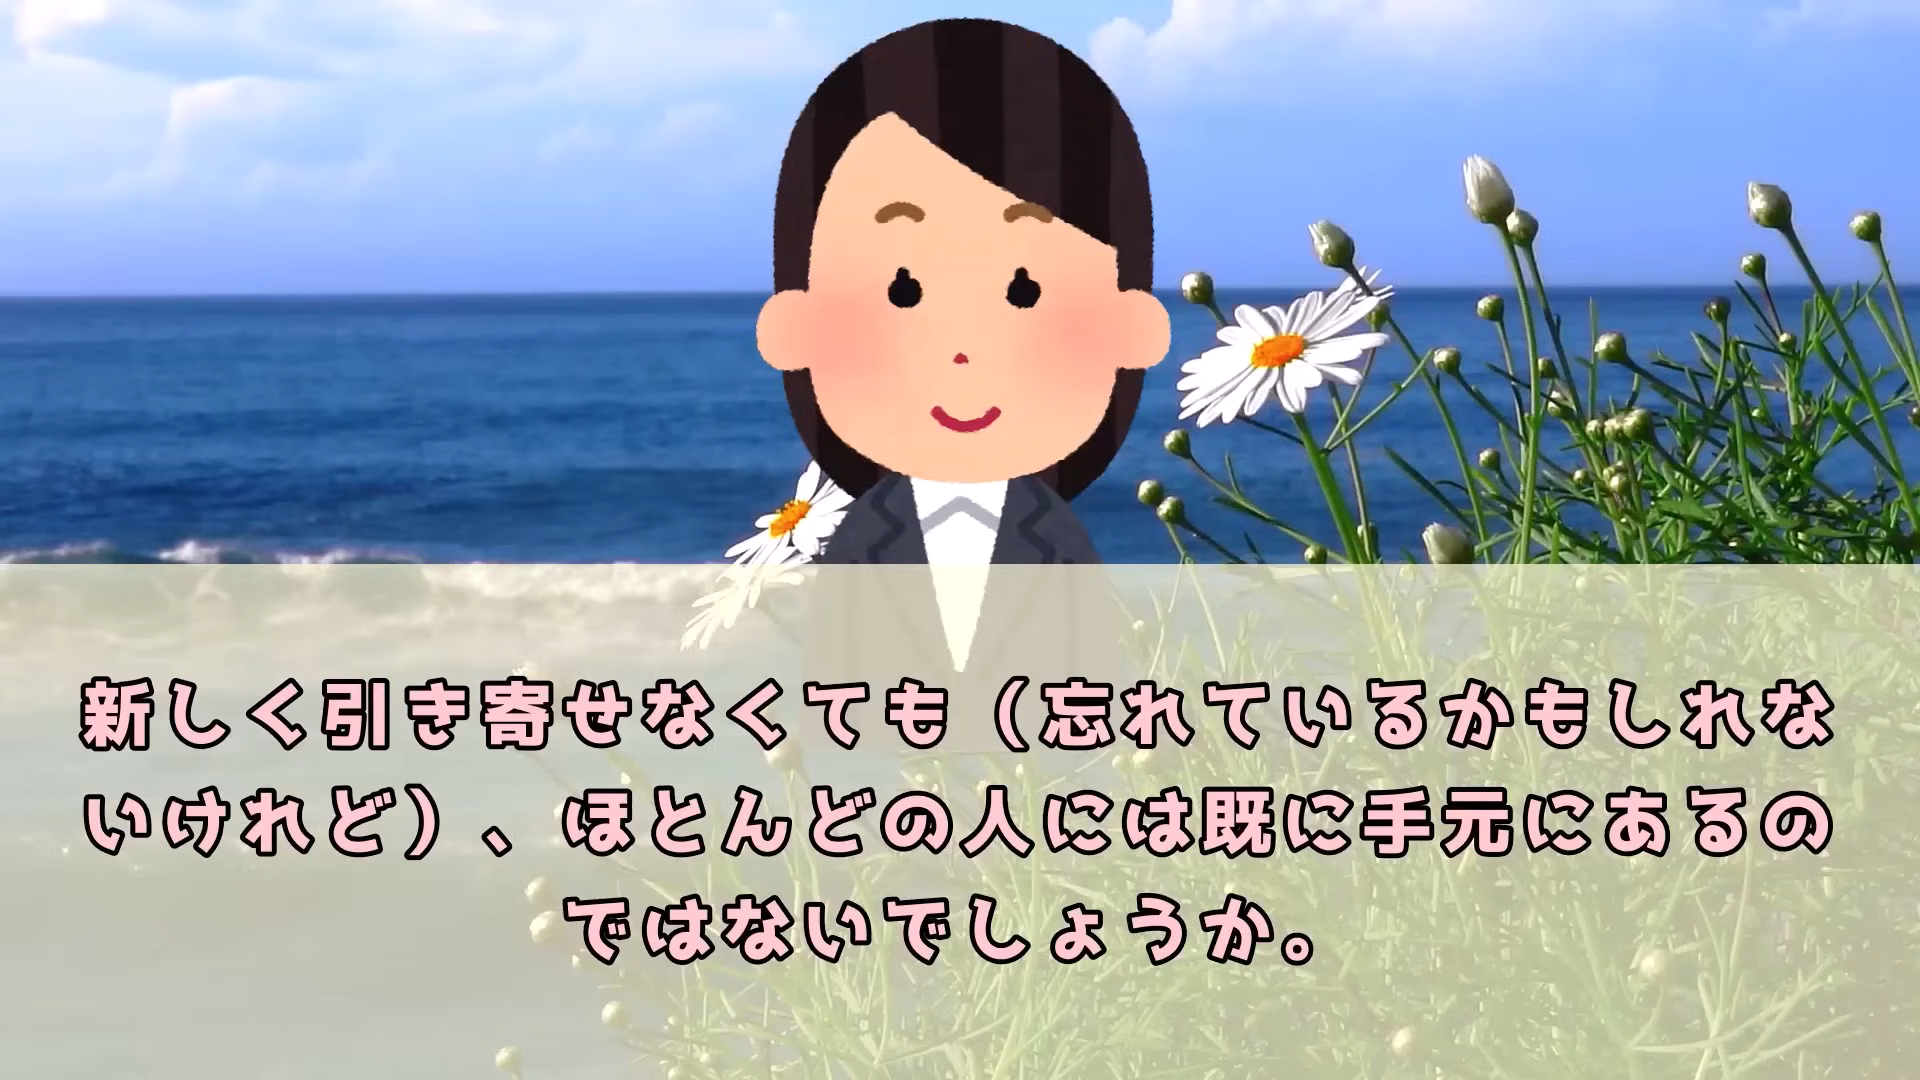 新しく引き寄せなくても（忘れているかもしれな
いけれど）、ほとんどの人には既に手元にあるの
ではないでしょうか。